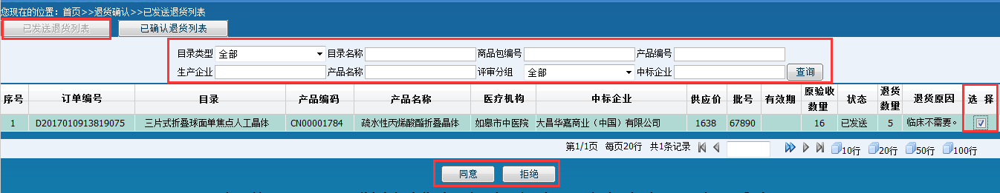 您现在的位置：首页>>退货确认>>已发送退货列表
已发送退货列表 已确认退货列表
目录类型 全部 目录名称 商品包编号 产品编号
生产企业 产品名称 评审分组 全部 中标企业 查询
序号 订单编号 目录 产品编码 产品名称 医疗机构 中标企业 供应价 批号 有效期 原验收数量 状态 退货数量 退货原因 选 择
1 D2017010913819075 三片式折叠球面单焦点人工晶体 CN00001784 疏水性丙烯酸酯折叠晶体 如皋市中医院 大昌华嘉商业（中国）有限公司 1638 67890 16 已发送 5 临床不需要。
第1/1页 每页20行 共1条记录 10行 20行 50行 100行
同意 拒绝